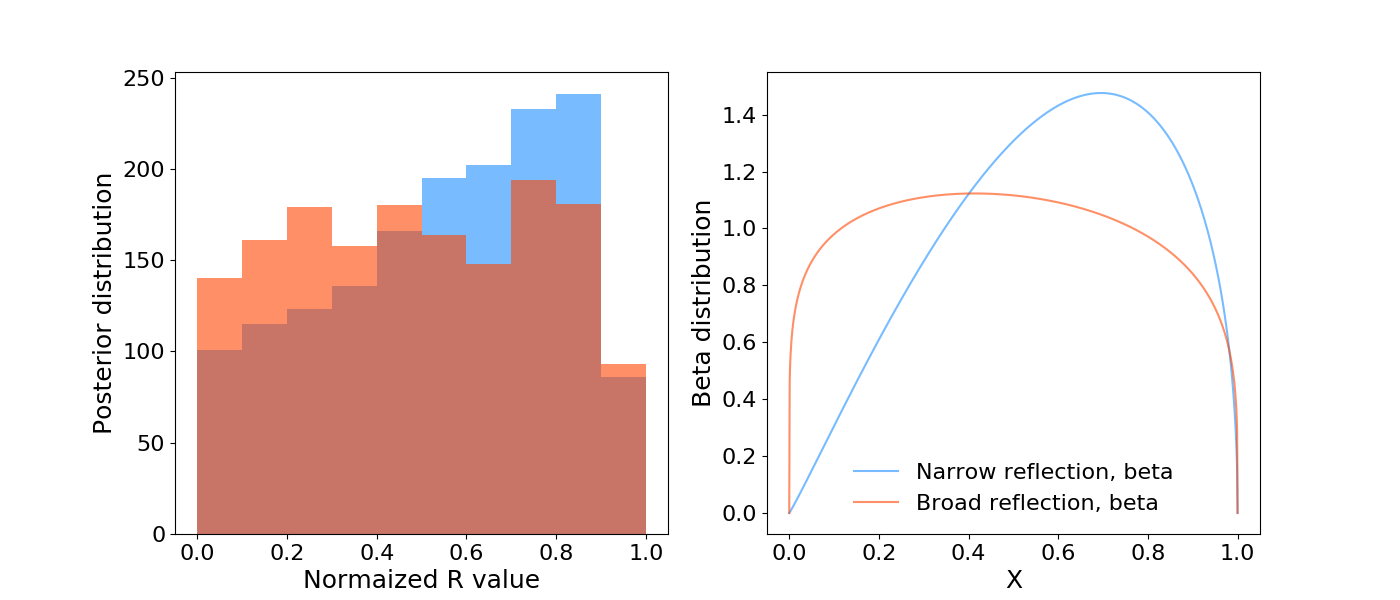 250
200
150
100
50
0
Posterior distribution
0.0 0.2 0.4 0.6 0.8 1.0
Normaized R value
1.4
1.2
1.0
0.8
0.6
0.4
0.2
0.0
Beta distribution
Narrow reflection, beta
Broad reflection, beta
0.0 0.2 0.4 0.6 0.8 1.0
X